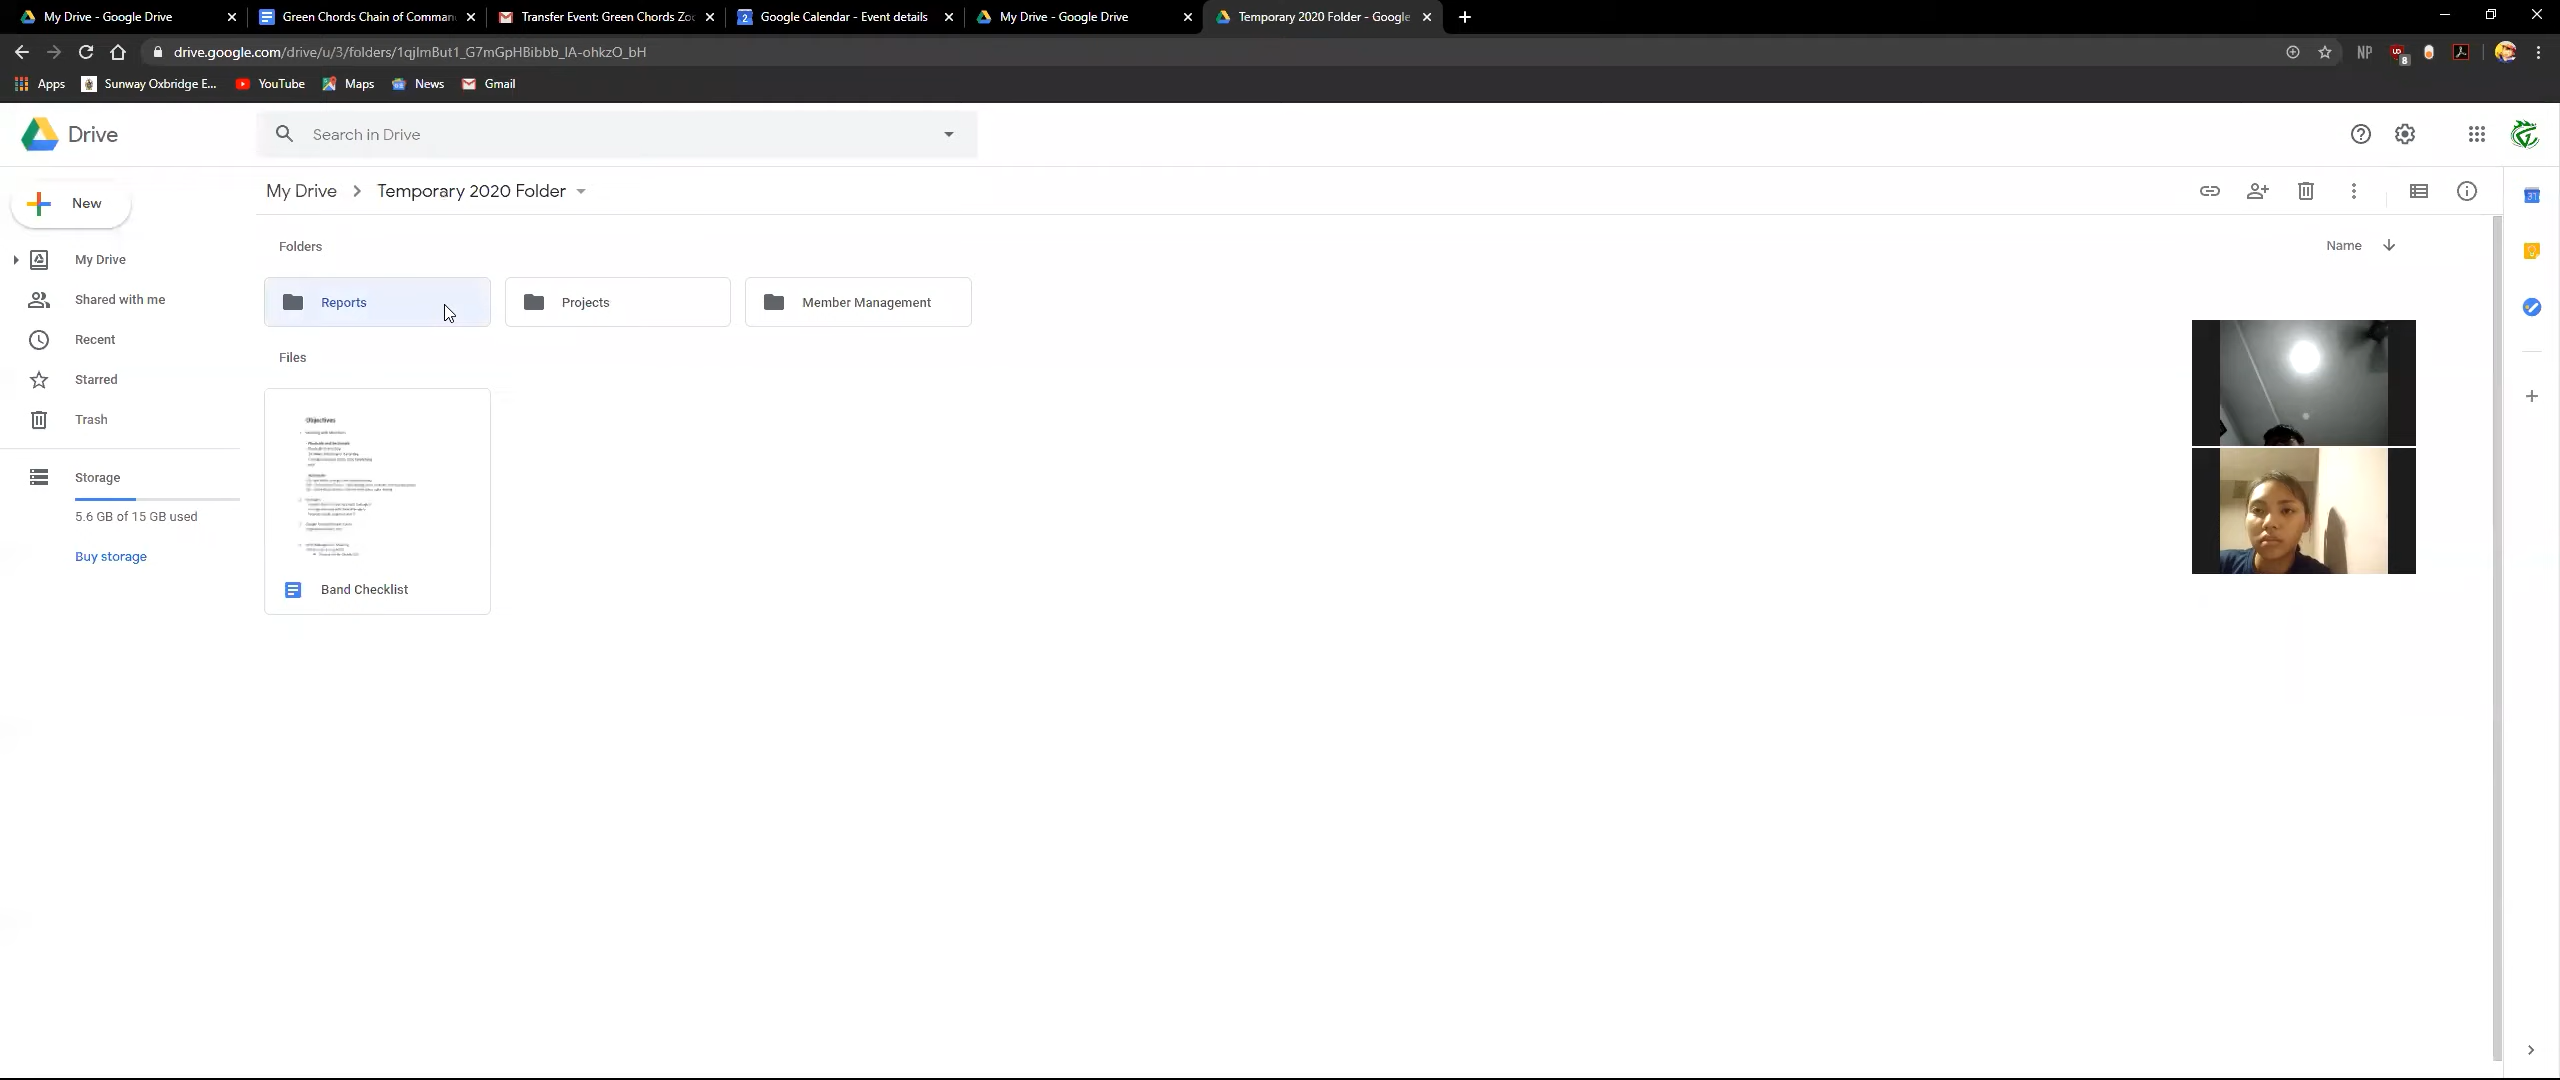 My Drive - Google Drive
Green Chords Chain of Comman
Transfer Event: Green Chords Zoo
Google Calendar - Event details
My Drive - Google Drive
Temporary 2020 Folder - Google
drive.google.com/drive/u/3/folders/1qjlmBut1_G7mGpHBibbb_lA-ohkzO_bH
NP
8
Apps
Sunway Oxbridge E...
YouTube
Maps
News
Gmail
Drive
Search in Drive
New
My Drive > Temporary 2020 Folder
31
Folders
Name
My Drive
Shared with me
Recent
Starred
Trash
Storage
5.6 GB of 15 GB used
Buy storage
Reports
Projects
Member Management
Files
Objectives
Band Checklist